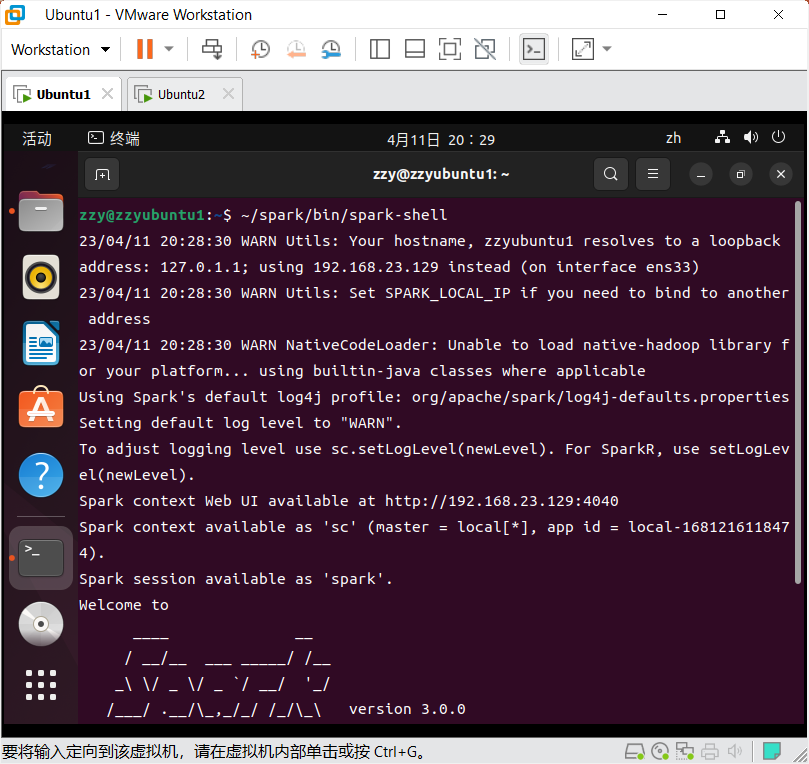 Ubuntu1 - VMware Workstation
Workstation
Ubuntu1
Ubuntu2
活动
终端
4月11日 20：29
zh
zzy@zzyubuntu1: ~
zzy@zzyubuntu1:~$ ~/spark/bin/spark-shell
23/04/11 20:28:30 WARN Utils: Your hostname, zzyubuntu1 resolves to a loopback
address: 127.0.1.1; using 192.168.23.129 instead (on interface ens33)
23/04/11 20:28:30 WARN Utils: Set SPARK_LOCAL_IP if you need to bind to another
 address
23/04/11 20:28:30 WARN NativeCodeLoader: Unable to load native-hadoop library f
or your platform... using builtin-java classes where applicable
Using Spark's default log4j profile: org/apache/spark/log4j-defaults.properties
Setting default log level to "WARN".
To adjust logging level use sc.setLogLevel(newLevel). For SparkR, use setLogLev
el(newLevel).
Spark context Web UI available at http://192.168.23.129:4040
Spark context available as 'sc' (master = local[*], app id = local-168121611847
4).
Spark session available as 'spark'.
Welcome to
      ____              __
     / __/__  ___ _____/ /__
    _\ \/ _ \/ _ `/ __/  '_/
   /___/ .__/\_,_/_/ /_/\_\   version 3.0.0
要将输入定向到该虚拟机，请在虚拟机内部单击或按 Ctrl+G。